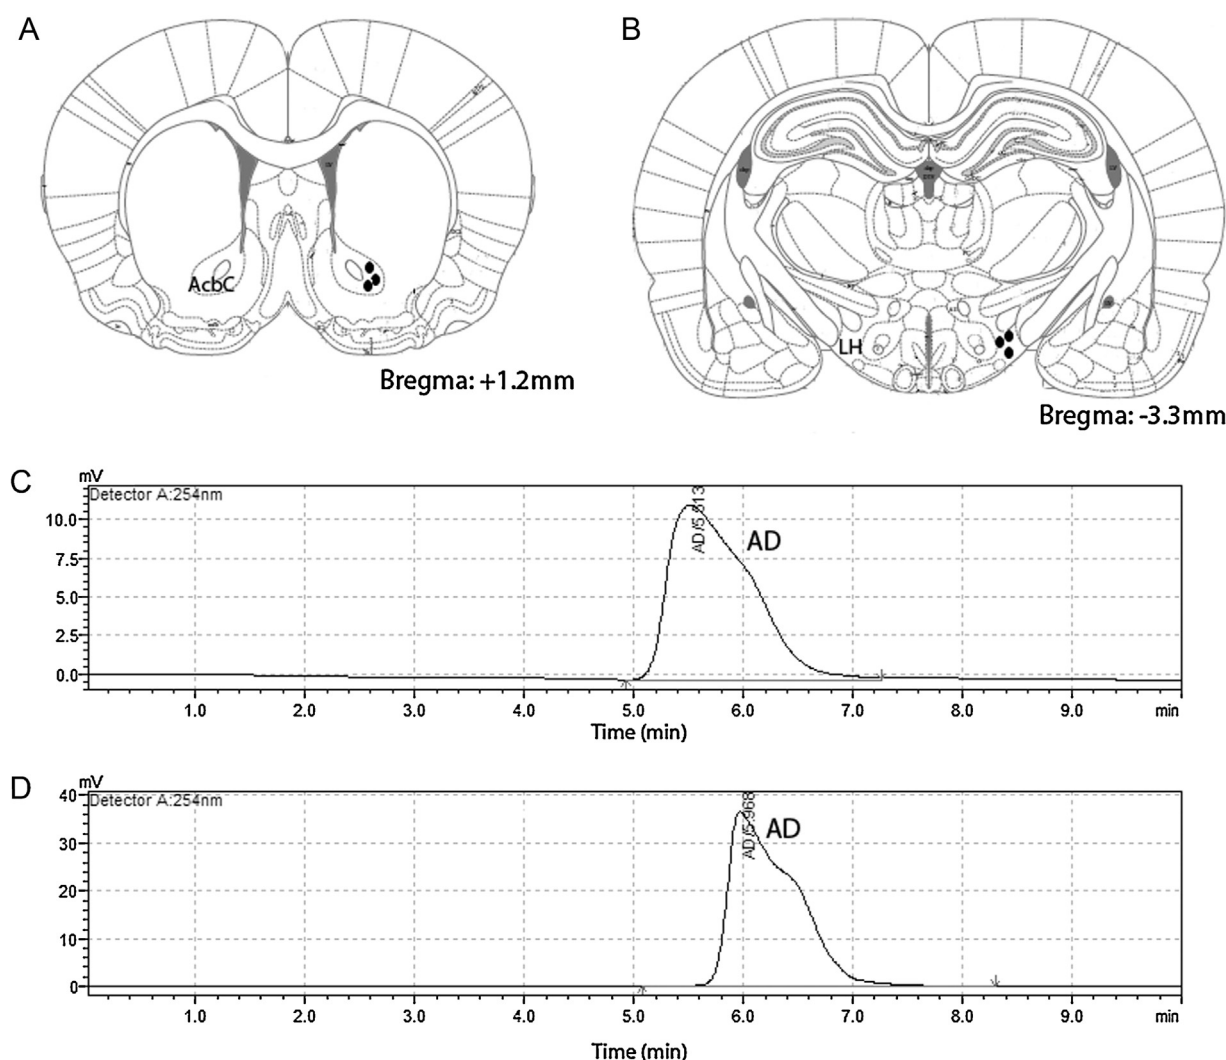 A
B
AcbC
LH
Bregma: +1.2mm
Bregma: -3.3mm
C
mV
Detector A:254nm
AD /5.513
AD
10.0
7.5
5.0
2.5
0.0
1.0 2.0 3.0 4.0 5.0 6.0 7.0 8.0 9.0 min
Time (min)
D
mV
Detector A:254nm
AD /5.968
AD
40
30
20
10
0
1.0 2.0 3.0 4.0 5.0 6.0 7.0 8.0 9.0 min
Time (min)